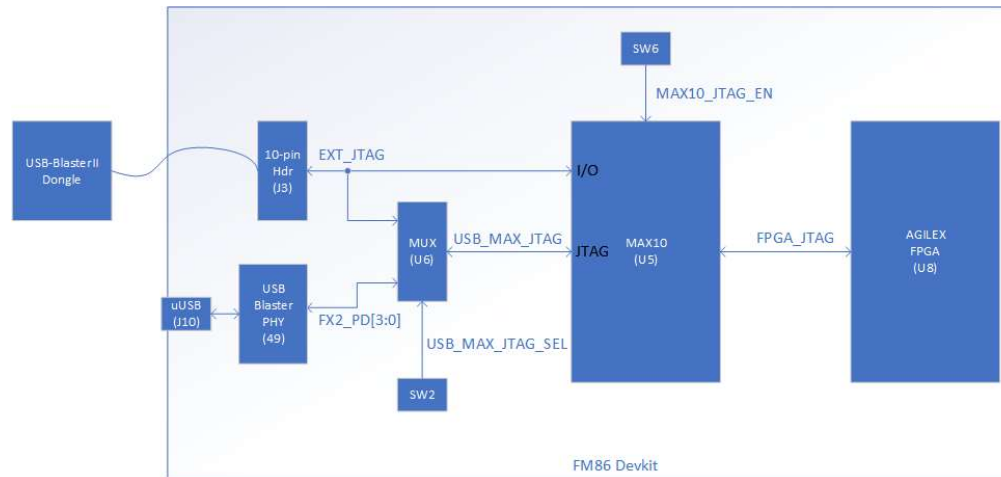 SW6
MAX10_JTAG_EN
USB-BlasterII
Dongle
10-pin
Hdr
(J3)
EXT_JTAG
I/O
MUX
(U6)
USB_MAX_JTAG
JTAG
MAX10
(U5)
FPGA_JTAG
AGILEX
FPGA
(U8)
uUSB
(J10)
USB
Blaster
PHY
(49)
FX2_PD[3:0]
USB_MAX_JTAG_SEL
SW2
FM86 Devkit